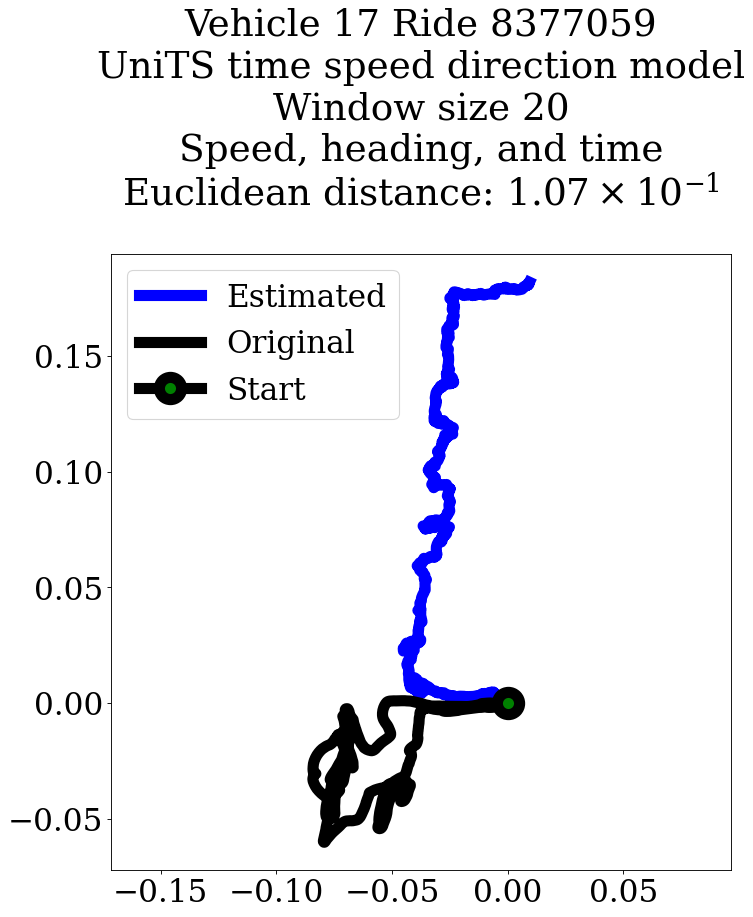 Vehicle 17 Ride 8377059
UniTS time speed direction model
Window size 20
Speed, heading, and time
Euclidean distance: 1.07 × 10⁻¹
Estimated
Original
Start
0.15
0.10
0.05
0.00
−0.05
−0.15 −0.10 −0.05 0.00 0.05